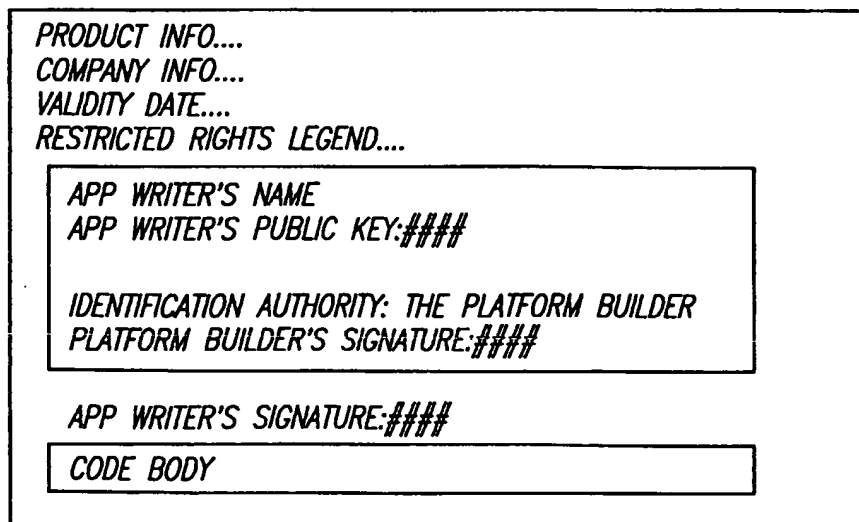 PRODUCT INFO....
COMPANY INFO....
VALIDITY DATE....
RESTRICTED RIGHTS LEGEND....
APP WRITER'S NAME
APP WRITER'S PUBLIC KEY:####
IDENTIFICATION AUTHORITY: THE PLATFORM BUILDER
PLATFORM BUILDER'S SIGNATURE:####
APP WRITER'S SIGNATURE:####
CODE BODY